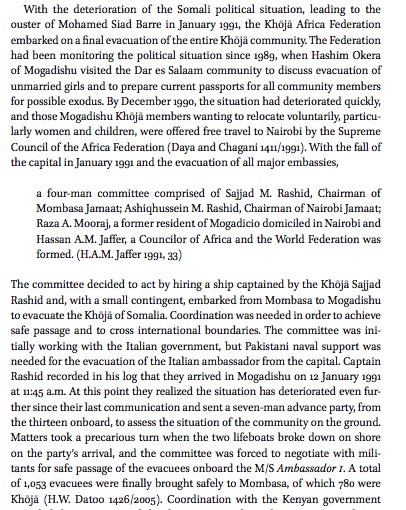 With the deterioration of the Somali political situation, leading to the
ouster of Mohamed Siad Barre in January 1991, the Khōjā Africa Federation
embarked on a final evacuation of the entire Khōjā community. The Federation
had been monitoring the political situation since 1989, when Hashim Okera
of Mogadishu visited the Dar es Salaam community to discuss evacuation of
unmarried girls and to prepare current passports for all community members
for possible exodus. By December 1990, the situation had deteriorated quickly,
and those Mogadishu Khōjā members wanting to relocate voluntarily, particu-
larly women and children, were offered free travel to Nairobi by the Supreme
Council of the Africa Federation (Daya and Chagani 1411/1991). With the fall
of the capital in January 1991 and the evacuation of all major embassies,
a four-man committee comprised of Sajjad M. Rashid, Chairman of
Mombasa Jamaat; Ashiqhussein M. Rashid, Chairman of Nairobi Jamaat;
Raza A. Mooraj, a former resident of Mogadicio domiciled in Nairobi and
Hassan A.M. Jaffer, a Councilor of Africa and the World Federation was
formed. (H.A.M. Jaffer 1991, 33)
The committee decided to act by hiring a ship captained by the Khōjā Sajjad
Rashid and, with a small contingent, embarked from Mombasa to Mogadishu
to evacuate the Khōjā of Somalia. Coordination was needed in order to achieve
safe passage and to cross international boundaries. The committee was ini-
tially working with the Italian government, but Pakistani naval support was
needed for the evacuation of the Italian ambassador from the capital. Captain
Rashid recorded in his log that they arrived in Mogadishu on 12 January 1991
at 11:45 a.m. At this point they realized the situation has deteriorated even fur-
ther since their last communication and sent a seven-man advance party, from
the thirteen onboard, to assess the situation of the community on the ground.
Matters took a precarious turn when the two lifeboats broke down on shore
on the party's arrival, and the committee was forced to negotiate with mili-
tants for safe passage of the evacuees onboard the M/S Ambassador I. A total
of 1,053 evacuees were finally brought safely to Mombasa, of which 780 were
Khōjā (H.W. Datoo 1426/2005). Coordination with the Kenyan government